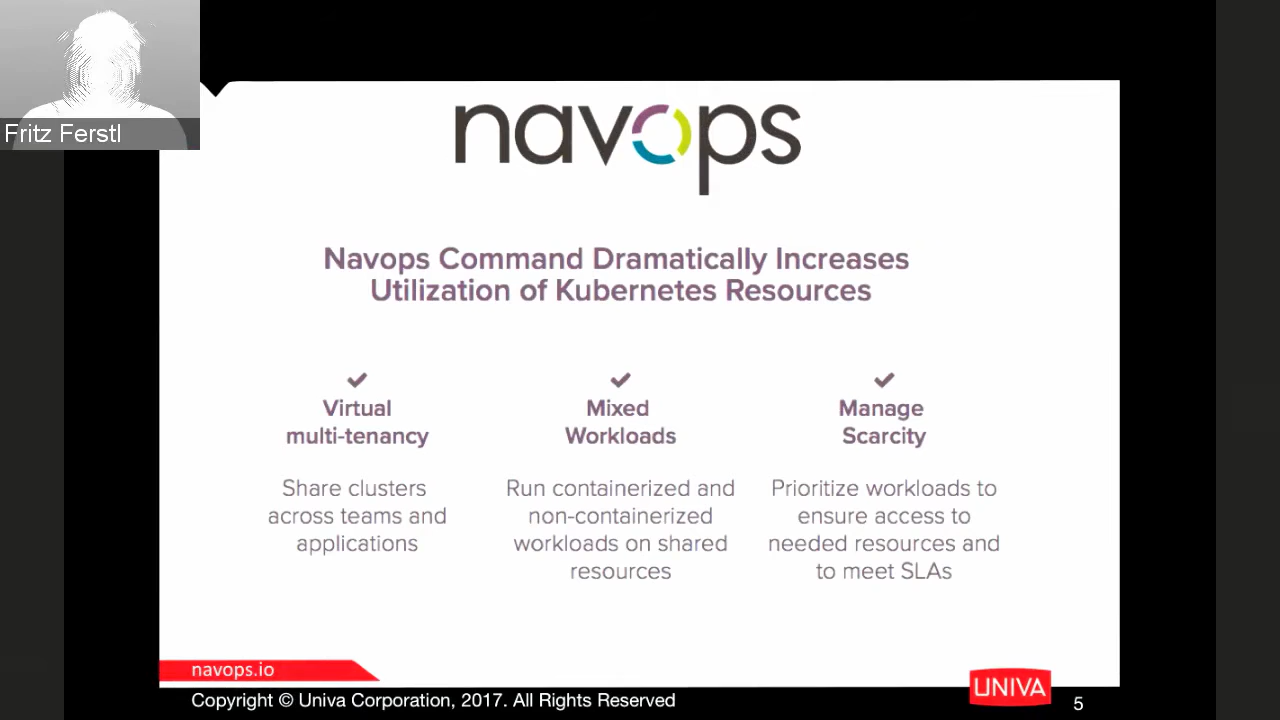 Fritz Ferstl
navops
Navops Command Dramatically Increases
Utilization of Kubernetes Resources
Virtual
multi-tenancy
Share clusters
across teams and
applications
Mixed
Workloads
Run containerized and
non-containerized
workloads on shared
resources
Manage
Scarcity
Prioritize workloads to
ensure access to
needed resources and
to meet SLAs
navops.io
Copyright © Univa Corporation, 2017. All Rights Reserved
UNIVA
5